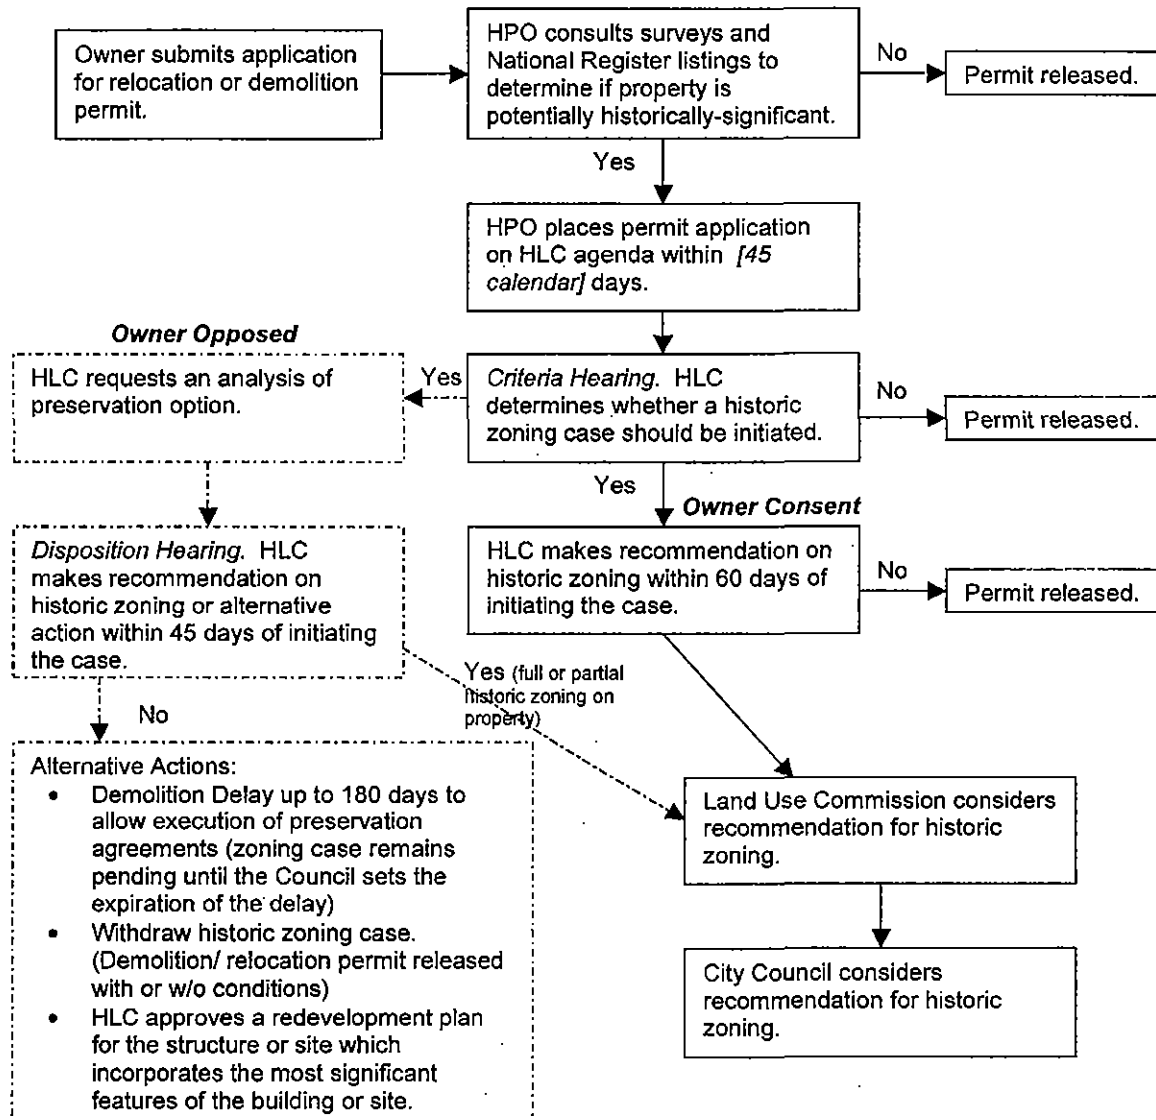 Owner submits application
for relocation or demolition
permit.
HPO consults surveys and
National Register listings to
determine if property is
potentially historically-significant.
No
Permit released.
Yes
HPO places permit application
on HLC agenda within [45
calendar] days.
Owner Opposed
HLC requests an analysis of
preservation option.
Yes
Criteria Hearing. HLC
determines whether a historic
zoning case should be initiated.
No
Permit released.
Yes
Owner Consent
Disposition Hearing. HLC
makes recommendation on
historic zoning or alternative
action within 45 days of initiating
the case.
HLC makes recommendation on
historic zoning within 60 days of
initiating the case.
No
Permit released.
Yes (full or partial
historic zoning on
property)
No
Alternative Actions:
• Demolition Delay up to 180 days to
allow execution of preservation
agreements (zoning case remains
pending until the Council sets the
expiration of the delay)
• Withdraw historic zoning case.
(Demolition/ relocation permit released
with or w/o conditions)
• HLC approves a redevelopment plan
for the structure or site which
incorporates the most significant
features of the building or site.
Land Use Commission considers
recommendation for historic
zoning.
City Council considers
recommendation for historic
zoning.